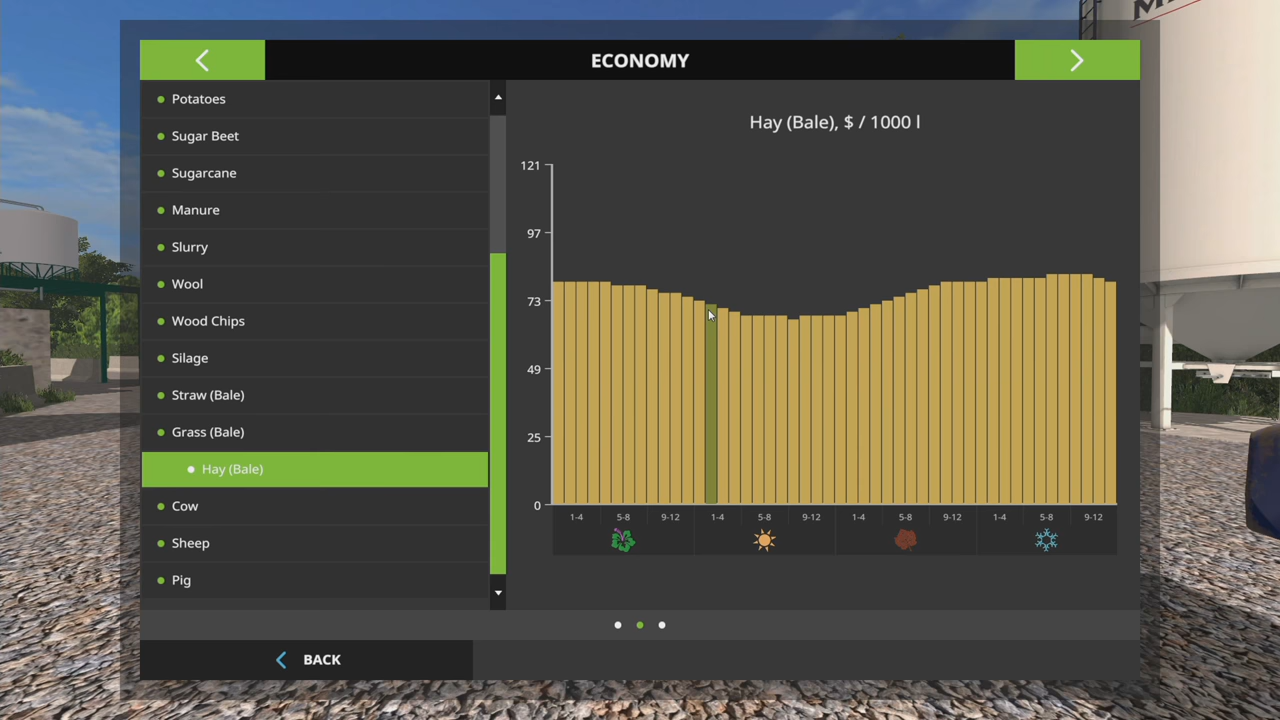 ECONOMY
Potatoes
Sugar Beet
Sugarcane
Manure
Slurry
Wool
Wood Chips
Silage
Straw (Bale)
Grass (Bale)
Hay (Bale)
Cow
Sheep
Pig
Hay (Bale), $ / 1000 l
121
97
73
49
25
0
1-4 5-8 9-12 1-4 5-8 9-12 1-4 5-8 9-12 1-4 5-8 9-12
BACK